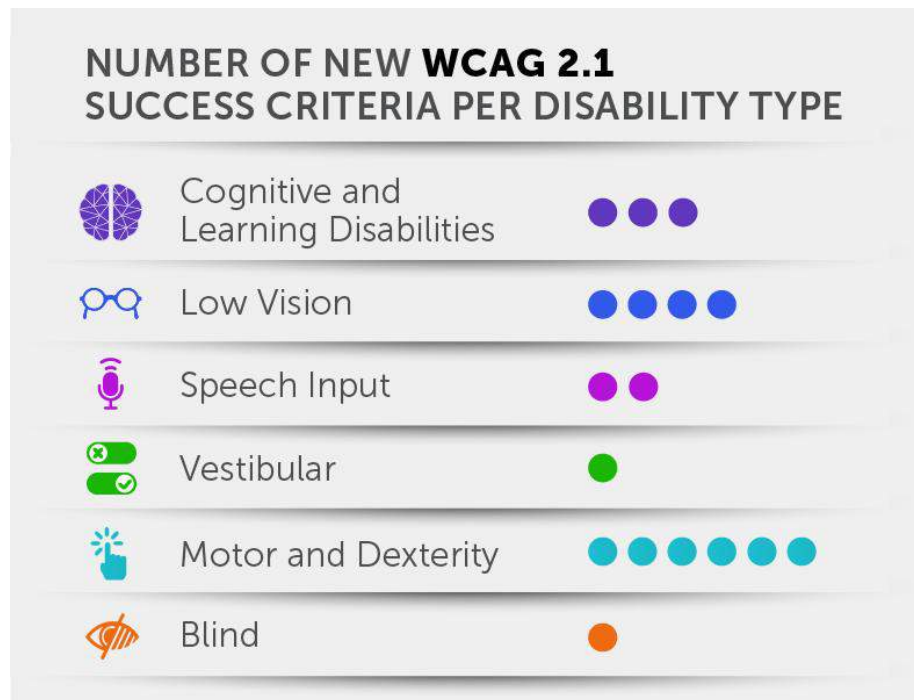 NUMBER OF NEW WCAG 2.1
SUCCESS CRITERIA PER DISABILITY TYPE
Cognitive and
Learning Disabilities
Low Vision
Speech Input
Vestibular
Motor and Dexterity
Blind